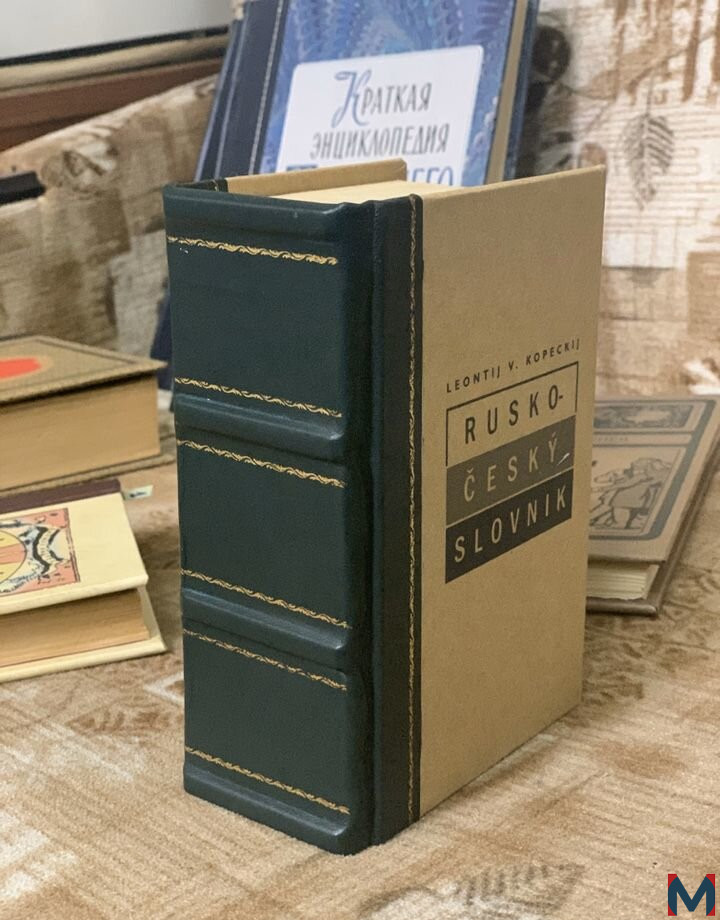 КРАТКАЯ
ЭНЦИКЛОПЕДИЯ
LEONTIJ V. KOPECKIJ
RUSKO-
ČESKÝ
SLOVNIK
M